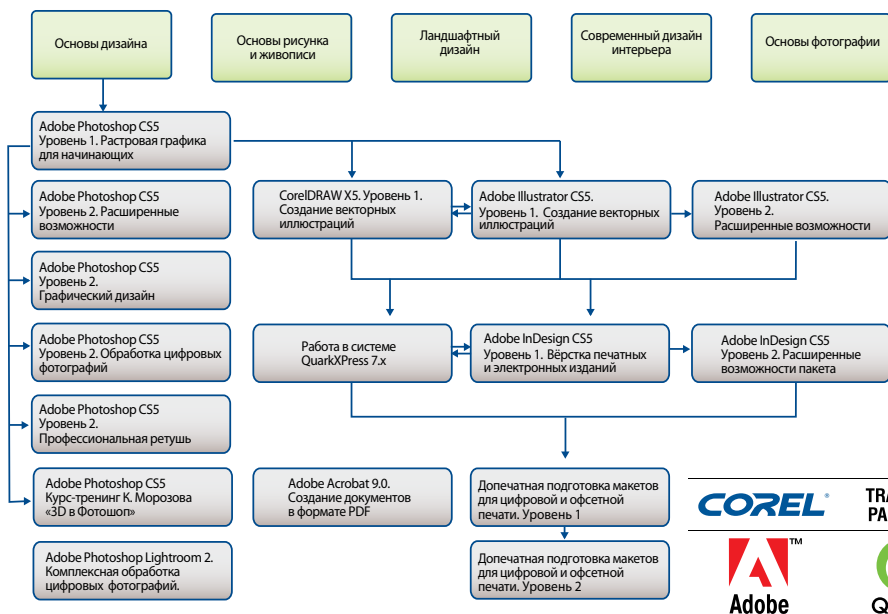 Основы дизайна
Основы рисунка
и живописи
Ландшафтный
дизайн
Современный дизайн
интерьера
Основы фотографии
Adobe Photoshop CS5
Уровень 1. Растровая графика
для начинающих
Adobe Photoshop CS5
Уровень 2. Расширенные
возможности
CorelDRAW X5. Уровень 1.
Создание векторных
иллюстраций
Adobe Illustrator CS5.
Уровень 1. Создание векторных
иллюстраций
Adobe Illustrator CS5.
Уровень 2.
Расширенные возможности
Adobe Photoshop CS5
Уровень 2.
Графический дизайн
Adobe Photoshop CS5
Уровень 2. Обработка цифровых
фотографий
Работа в системе
QuarkXPress 7.x
Adobe InDesign CS5
Уровень 1. Вёрстка печатных
и электронных изданий
Adobe InDesign CS5
Уровень 2. Расширенные
возможности пакета
Adobe Photoshop CS5
Уровень 2.
Профессиональная ретушь
Adobe Photoshop CS5
Курс-тренинг К. Морозова
«3D в Фотошоп»
Adobe Acrobat 9.0.
Создание документов
в формате PDF
Допечатная подготовка макетов
для цифровой и офсетной
печати. Уровень 1
Adobe Photoshop Lightroom 2.
Комплексная обработка
цифровых фотографий.
Допечатная подготовка макетов
для цифровой и офсетной
печати. Уровень 2
COREL®
TRA
PA
™
Adobe
Q